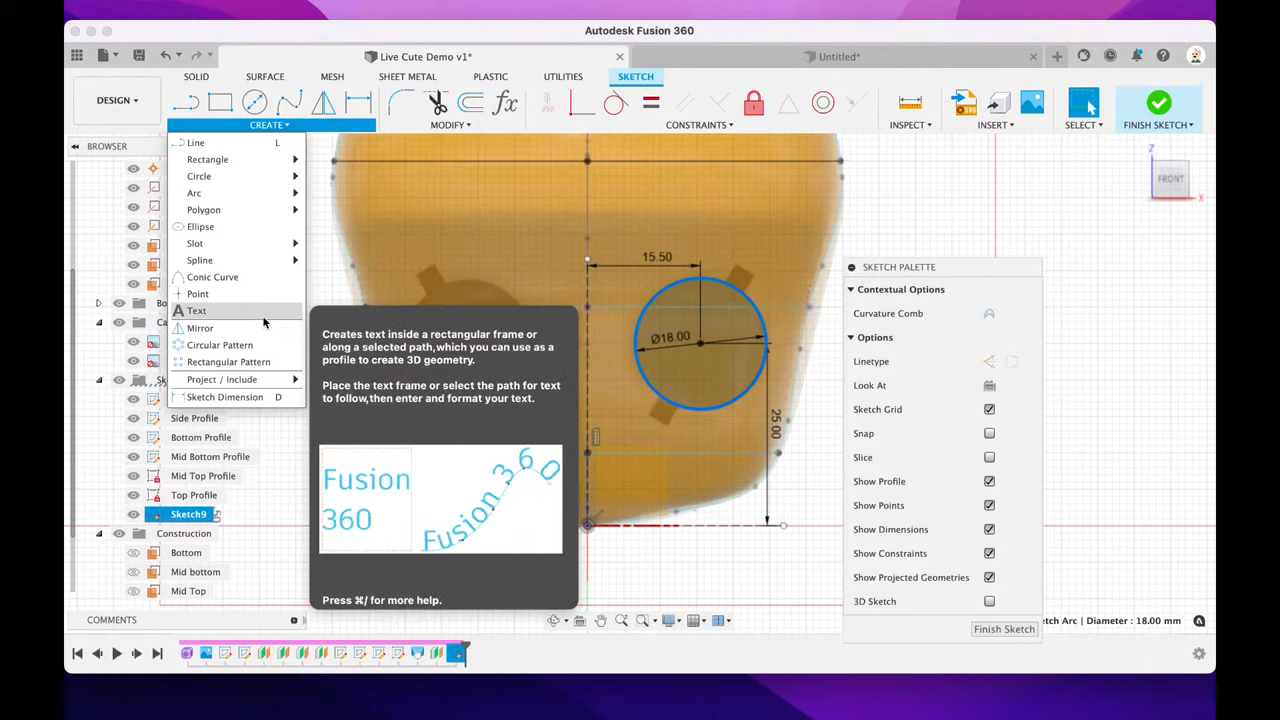 Autodesk Fusion 360
Live Cute Demo v1*
Untitled*
SOLID
SURFACE
MESH
SHEET METAL
PLASTIC
UTILITIES
SKETCH
DESIGN
CREATE
MODIFY
CONSTRAINTS
INSPECT
INSERT
SELECT
FINISH SKETCH
BROWSER
Line L
Rectangle
Circle
Arc
Polygon
Ellipse
Slot
Spline
Conic Curve
Point
Text
Mirror
Circular Pattern
Rectangular Pattern
Project / Include
Sketch Dimension D
Side Profile
Bottom Profile
Mid Bottom Profile
Mid Top Profile
Top Profile
Sketch9
Construction
Bottom
Mid bottom
Mid Top
COMMENTS
Creates text inside a rectangular frame or
along a selected path,which you can use as a
profile to create 3D geometry.
Place the text frame or select the path for text
to follow,then enter and format your text.
Fusion
360
Fusion 360
Press ⌘/ for more help.
15.50
Ø18.00
25.00
Z
FRONT
X
SKETCH PALETTE
Contextual Options
Curvature Comb
Options
Linetype
Look At
Sketch Grid
Snap
Slice
Show Profile
Show Points
Show Dimensions
Show Constraints
Show Projected Geometries
3D Sketch
Finish Sketch
etch Arc | Diameter : 18.00 mm